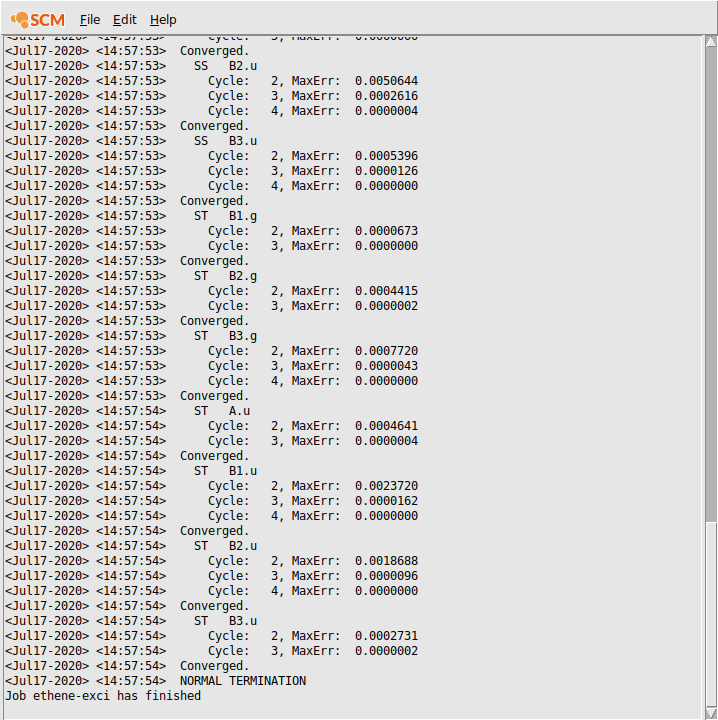 SCM File Edit Help
Cycle: 3, MaxErr: 0.0000000
<Jul17-2020> <14:57:53> Converged.
<Jul17-2020> <14:57:53> SS B2.u
<Jul17-2020> <14:57:53> Cycle: 2, MaxErr: 0.0050644
<Jul17-2020> <14:57:53> Cycle: 3, MaxErr: 0.0002616
<Jul17-2020> <14:57:53> Cycle: 4, MaxErr: 0.0000004
<Jul17-2020> <14:57:53> Converged.
<Jul17-2020> <14:57:53> SS B3.u
<Jul17-2020> <14:57:53> Cycle: 2, MaxErr: 0.0005396
<Jul17-2020> <14:57:53> Cycle: 3, MaxErr: 0.0000126
<Jul17-2020> <14:57:53> Cycle: 4, MaxErr: 0.0000000
<Jul17-2020> <14:57:53> Converged.
<Jul17-2020> <14:57:53> ST B1.g
<Jul17-2020> <14:57:53> Cycle: 2, MaxErr: 0.0000673
<Jul17-2020> <14:57:53> Cycle: 3, MaxErr: 0.0000000
<Jul17-2020> <14:57:53> Converged.
<Jul17-2020> <14:57:53> ST B2.g
<Jul17-2020> <14:57:53> Cycle: 2, MaxErr: 0.0004415
<Jul17-2020> <14:57:53> Cycle: 3, MaxErr: 0.0000002
<Jul17-2020> <14:57:53> Converged.
<Jul17-2020> <14:57:53> ST B3.g
<Jul17-2020> <14:57:53> Cycle: 2, MaxErr: 0.0007720
<Jul17-2020> <14:57:53> Cycle: 3, MaxErr: 0.0000043
<Jul17-2020> <14:57:53> Cycle: 4, MaxErr: 0.0000000
<Jul17-2020> <14:57:53> Converged.
<Jul17-2020> <14:57:54> ST A.u
<Jul17-2020> <14:57:54> Cycle: 2, MaxErr: 0.0004641
<Jul17-2020> <14:57:54> Cycle: 3, MaxErr: 0.0000004
<Jul17-2020> <14:57:54> Converged.
<Jul17-2020> <14:57:54> ST B1.u
<Jul17-2020> <14:57:54> Cycle: 2, MaxErr: 0.0023720
<Jul17-2020> <14:57:54> Cycle: 3, MaxErr: 0.0000162
<Jul17-2020> <14:57:54> Cycle: 4, MaxErr: 0.0000000
<Jul17-2020> <14:57:54> Converged.
<Jul17-2020> <14:57:54> ST B2.u
<Jul17-2020> <14:57:54> Cycle: 2, MaxErr: 0.0018688
<Jul17-2020> <14:57:54> Cycle: 3, MaxErr: 0.0000096
<Jul17-2020> <14:57:54> Cycle: 4, MaxErr: 0.0000000
<Jul17-2020> <14:57:54> Converged.
<Jul17-2020> <14:57:54> ST B3.u
<Jul17-2020> <14:57:54> Cycle: 2, MaxErr: 0.0002731
<Jul17-2020> <14:57:54> Cycle: 3, MaxErr: 0.0000002
<Jul17-2020> <14:57:54> Converged.
<Jul17-2020> <14:57:54> NORMAL TERMINATION
Job ethene-exci has finished